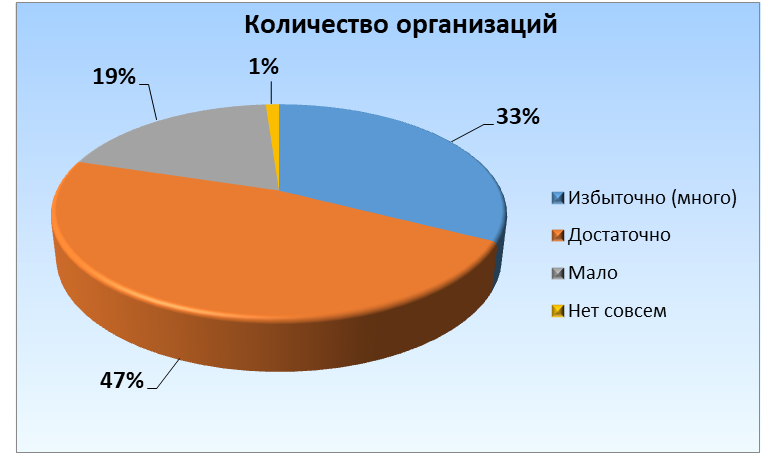 Количество организаций
1%
19%
33%
47%
Избыточно (много)
Достаточно
Мало
Нет совсем